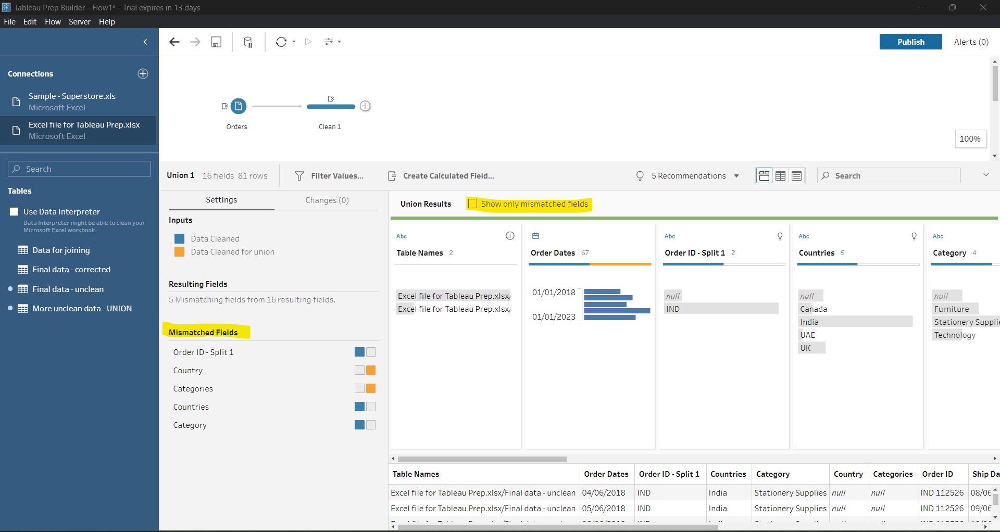 Tableau Prep Builder - Flow1* - Trial expires in 13 days
File Edit Flow Server Help
Publish
Alerts (0)
Connections
Sample - Superstore.xls
Microsoft Excel
Excel file for Tableau Prep.xlsx
Microsoft Excel
Search
Tables
Use Data Interpreter
Data Interpreter might be able to clean your
Microsoft Excel workbook.
Data for joining
Final data - corrected
Final data - unclean
More unclean data - UNION
Orders
Clean 1
100%
Union 1 16 fields 81 rows
Filter Values...
Create Calculated Field...
5 Recommendations
Search
Settings
Changes (0)
Inputs
Data Cleaned
Data Cleaned for union
Resulting Fields
5 Mismatching fields from 16 resulting fields.
Mismatched Fields
Order ID - Split 1
Country
Categories
Countries
Category
Union Results
Show only mismatched fields
Abc
Table Names 2
Excel file for Tableau Prep.xlsx/
Excel file for Tableau Prep.xlsx/
Order Dates 67
01/01/2018
01/01/2023
Abc
Order ID - Split 1 2
null
IND
Abc
Countries 5
null
Canada
India
UAE
UK
Abc
Category 4
null
Furniture
Stationery Supplie
Technology
Table Names Order Dates Order ID - Split 1 Countries Category Country Categories Order ID Ship Da
Excel file for Tableau Prep.xlsx/Final data - unclean 04/06/2018 IND India Stationery Supplies null null IND 112526 08/06
Excel file for Tableau Prep.xlsx/Final data - unclean 05/06/2018 IND India Stationery Supplies null null IND 112526 09/06